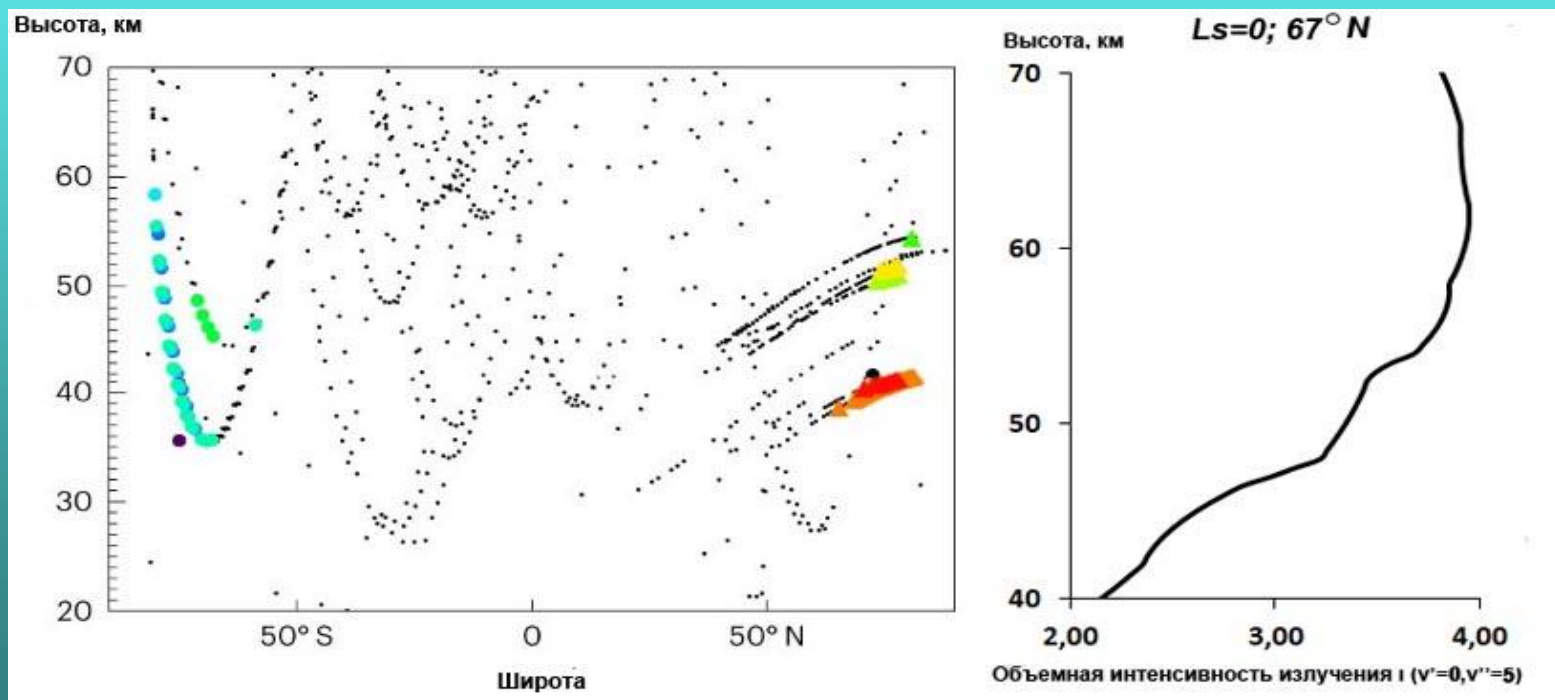 Высота, км
70
60
50
40
30
20
50° S
0
50° N
Широта
Ls=0; 67° N
Высота, км
70
60
50
40
2,00
3,00
4,00
Объемная интенсивность излучения ı (v'=0,v''=5)